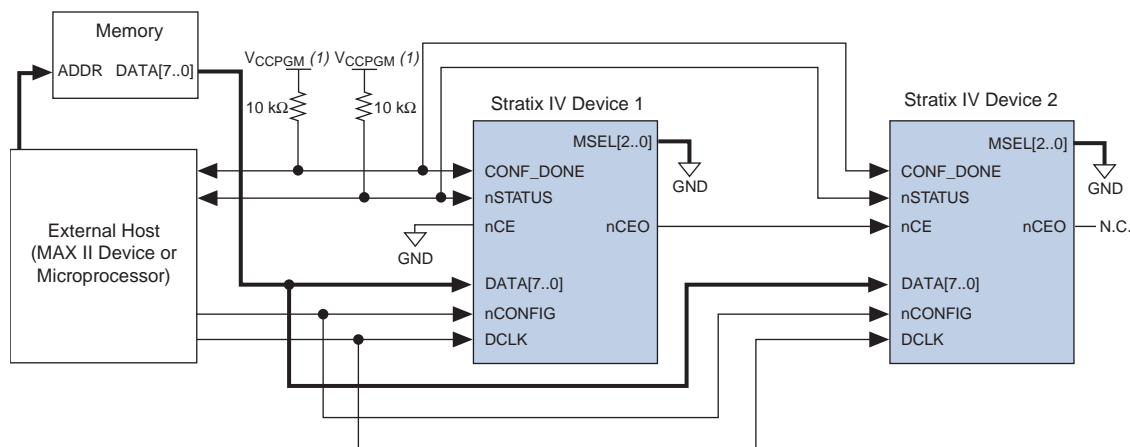 Memory
ADDR DATA[7..0]
VCCPGM (1) VCCPGM (1)
10 kΩ 10 kΩ
Stratix IV Device 1
Stratix IV Device 2
MSEL[2..0]
GND
MSEL[2..0]
GND
External Host
(MAX II Device or
Microprocessor)
CONF_DONE
nSTATUS
nCE nCEO
GND
DATA[7..0]
nCONFIG
DCLK
CONF_DONE
nSTATUS
nCE nCEO N.C.
DATA[7..0]
nCONFIG
DCLK